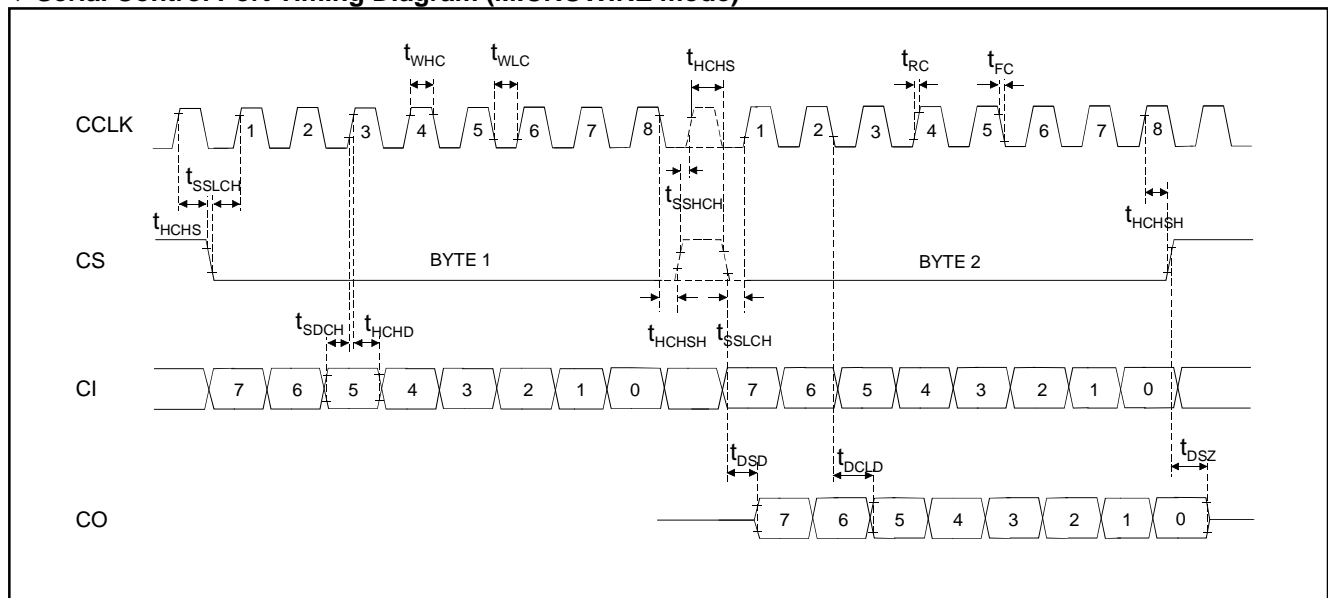 Serial Control Port Timing Diagram (MICROWIRE Mode)
tWHC tWLC tHCHS tRC tFC
CCLK 1 2 3 4 5 6 7 8 1 2 3 4 5 6 7 8
tSSLCH tSSHCH
tHCHS tHCHSH
CS BYTE 1 BYTE 2
tSDCH tHCHD tHCHSH tSSLCH
CI 7 6 5 4 3 2 1 0 7 6 5 4 3 2 1 0
tDSD tDCLD tDSZ
CO 7 6 5 4 3 2 1 0